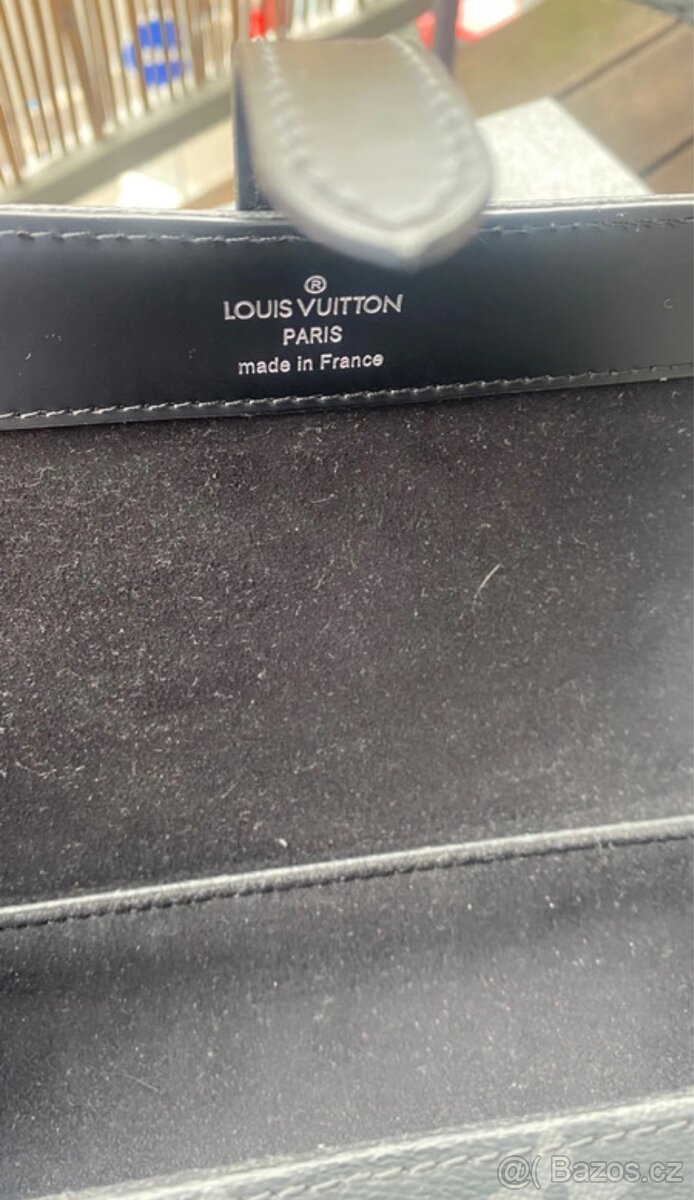 ®
LOUIS VUITTON
PARIS
made in France
@( Bazos.cz